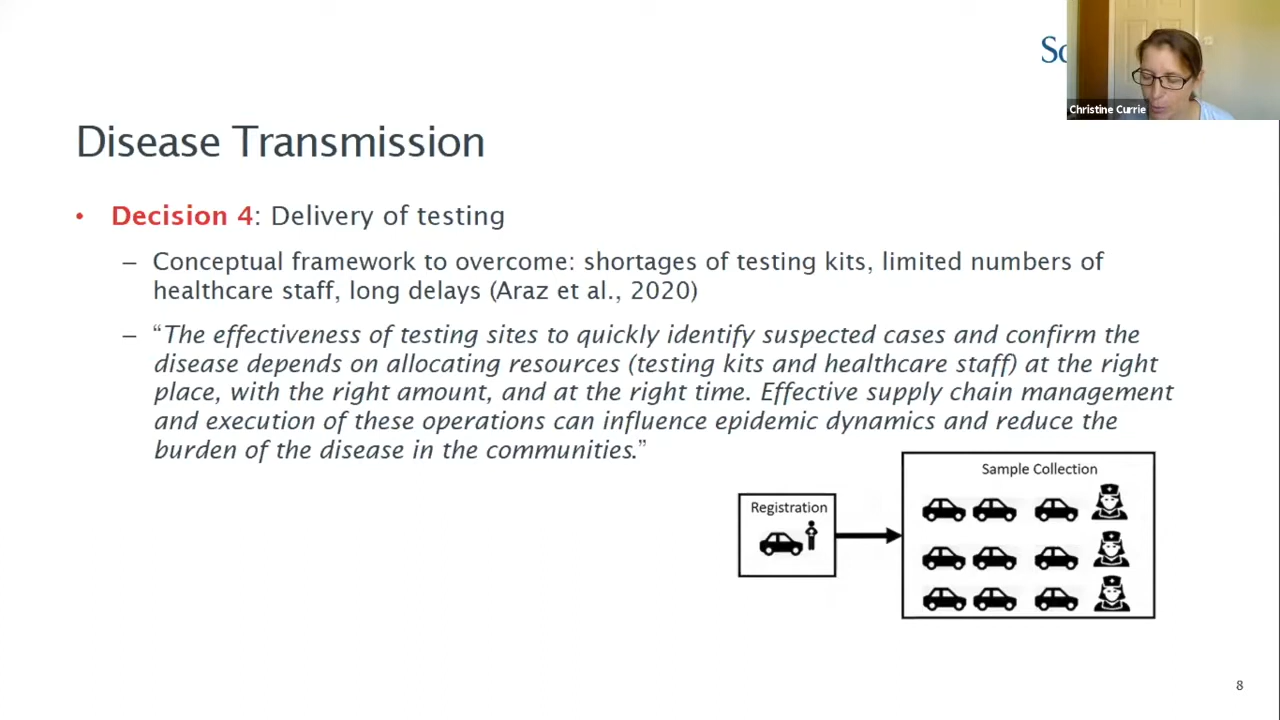 Christine Currie
Disease Transmission
• Decision 4: Delivery of testing
– Conceptual framework to overcome: shortages of testing kits, limited numbers of
healthcare staff, long delays (Araz et al., 2020)
– “The effectiveness of testing sites to quickly identify suspected cases and confirm the
disease depends on allocating resources (testing kits and healthcare staff) at the right
place, with the right amount, and at the right time. Effective supply chain management
and execution of these operations can influence epidemic dynamics and reduce the
burden of the disease in the communities.”
Registration
Sample Collection
8